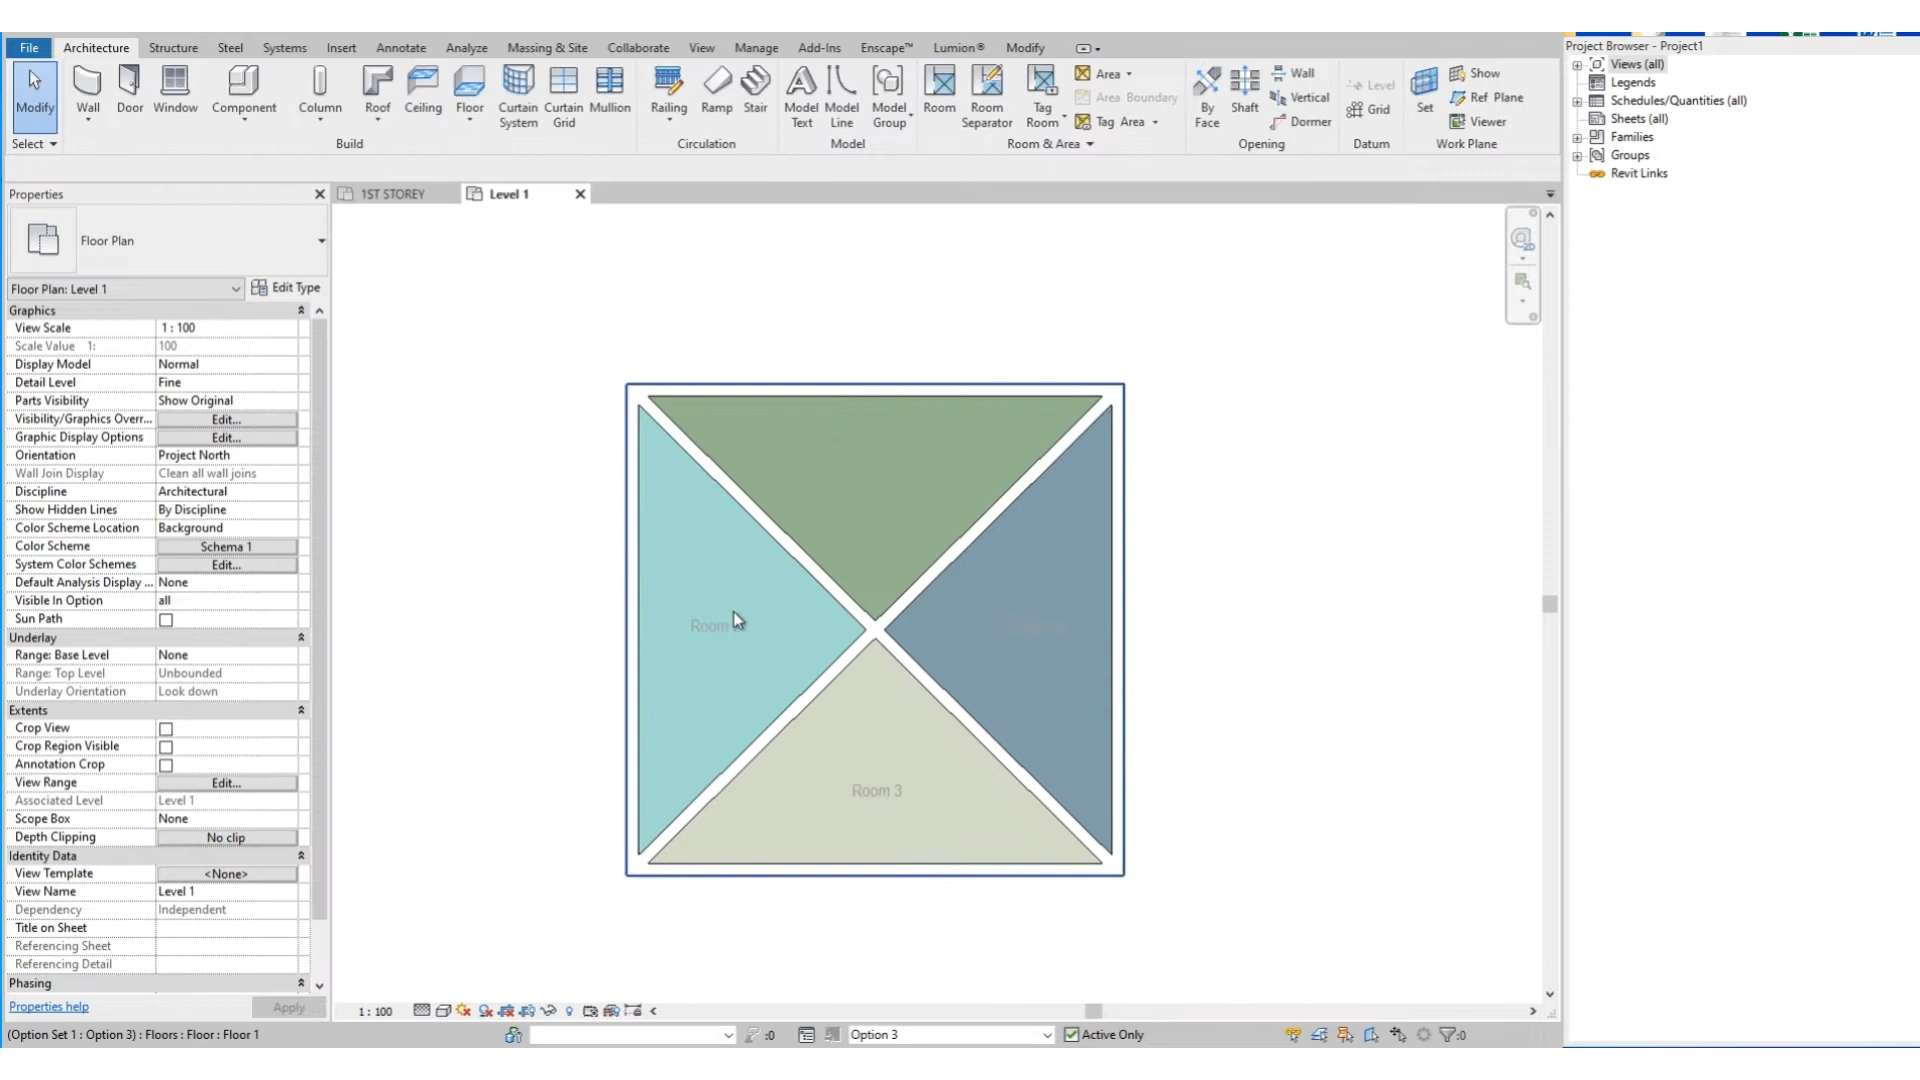 File Architecture Structure Steel Systems Insert Annotate Analyze Massing & Site Collaborate View Manage Add-Ins Enscape™ Lumion® Modify
Modify Wall Door Window Component Column Roof Ceiling Floor Curtain System Curtain Grid Mullion Railing Ramp Stair Model Text Model Line Model Group Room Room Separator Tag Room
Area
Area Boundary
Tag Area
By Face Shaft
Wall
Vertical
Dormer
Level
Grid
Set
Show
Ref Plane
Viewer
Select Build Circulation Model Room & Area Opening Datum Work Plane
Project Browser - Project1
Views (all)
Legends
Schedules/Quantities (all)
Sheets (all)
Families
Groups
Revit Links
Properties
1ST STOREY
Level 1
Floor Plan
Floor Plan: Level 1 Edit Type
Graphics
View Scale 1 : 100
Scale Value 1: 100
Display Model Normal
Detail Level Fine
Parts Visibility Show Original
Visibility/Graphics Overr... Edit...
Graphic Display Options Edit...
Orientation Project North
Wall Join Display Clean all wall joins
Discipline Architectural
Show Hidden Lines By Discipline
Color Scheme Location Background
Color Scheme Schema 1
System Color Schemes Edit...
Default Analysis Display ... None
Visible In Option all
Sun Path
Underlay
Range: Base Level None
Range: Top Level Unbounded
Underlay Orientation Look down
Extents
Crop View
Crop Region Visible
Annotation Crop
View Range Edit...
Associated Level Level 1
Scope Box None
Depth Clipping No clip
Identity Data
View Template <None>
View Name Level 1
Dependency Independent
Title on Sheet
Referencing Sheet
Referencing Detail
Phasing
Properties help Apply
Room
Room 3
1 : 100
(Option Set 1 : Option 3) : Floors : Floor : Floor 1
:0
Option 3
Active Only
:0
2D